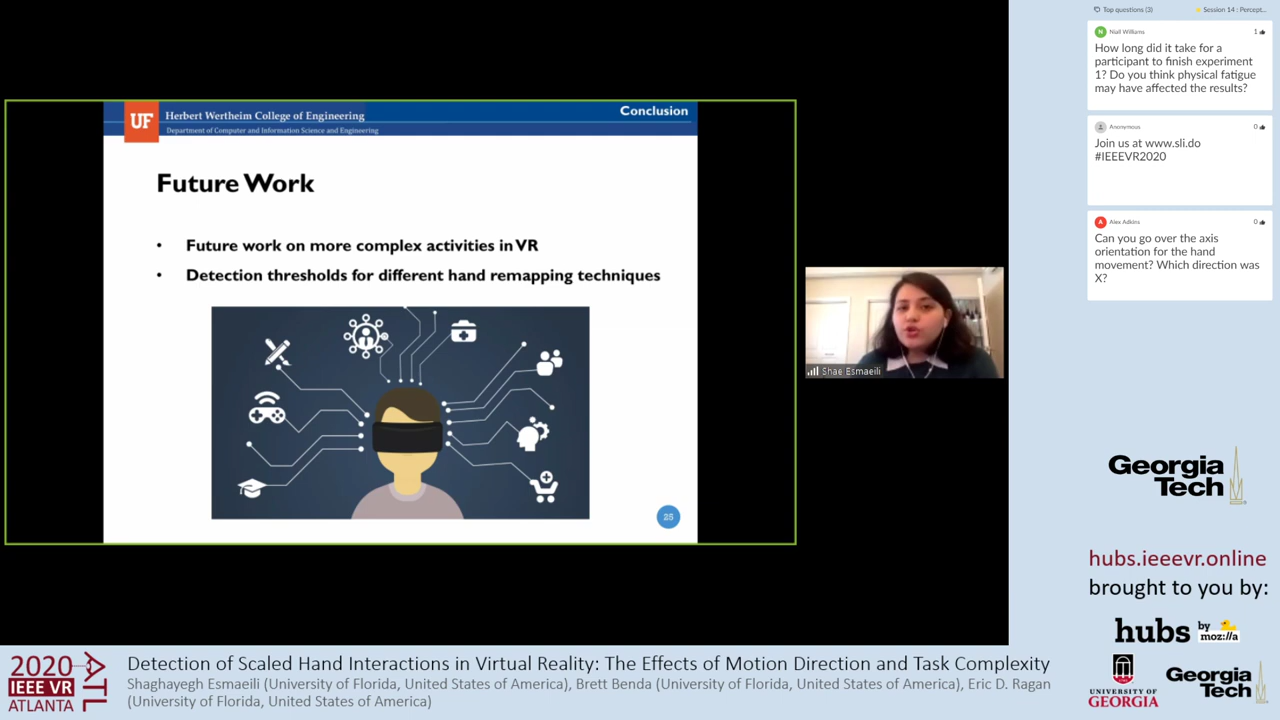 UF
Herbert Wertheim College of Engineering
Department of Computer and Information Science and Engineering
Conclusion
Future Work
• Future work on more complex activities in VR
• Detection thresholds for different hand remapping techniques
25
Shae Esmaeili
Top questions (3)
Session 14 : Percept...
N Niall Williams 1
How long did it take for a
participant to finish experiment
1? Do you think physical fatigue
may have affected the results?
Anonymous 0
Join us at www.sli.do
#IEEEVR2020
A Alex Adkins 0
Can you go over the axis
orientation for the hand
movement? Which direction was
X?
Georgia
Tech
hubs.ieeevr.online
brought to you by:
hubs by
moz://a
UNIVERSITY OF
GEORGIA
Georgia
Tech
2020
IEEE VR
ATLANTA
ATL
Detection of Scaled Hand Interactions in Virtual Reality: The Effects of Motion Direction and Task Complexity
Shaghayegh Esmaeili (University of Florida, United States of America), Brett Benda (University of Florida, United States of America), Eric D. Ragan
(University of Florida, United States of America)